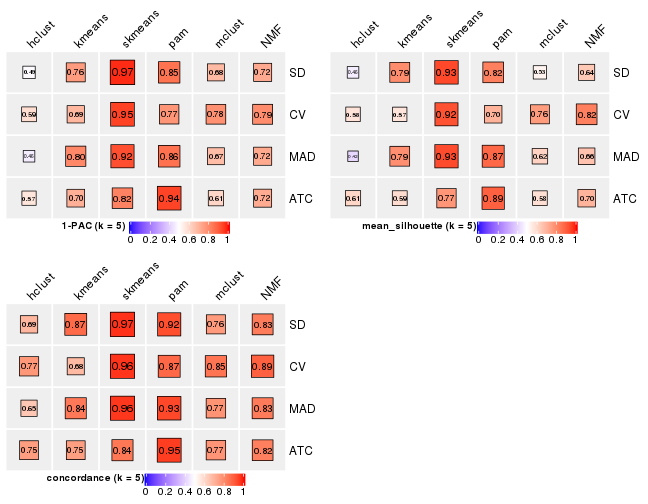 hclust kmeans skmeans pam mclust NMF
0.49 0.76 0.97 0.85 0.68 0.72 SD
0.59 0.69 0.95 0.77 0.78 0.79 CV
0.80 0.92 0.86 0.67 0.72 MAD
0.57 0.70 0.82 0.94 0.61 0.72 ATC
1-PAC (k = 5) 0 0.2 0.4 0.6 0.8 1
hclust kmeans skmeans pam mclust NMF
0.79 0.93 0.82 0.53 0.64 SD
0.58 0.57 0.92 0.70 0.76 0.82 CV
0.79 0.93 0.87 0.62 0.66 MAD
0.61 0.59 0.77 0.89 0.58 0.70 ATC
mean_silhouette (k = 5) 0 0.2 0.4 0.6 0.8 1
hclust kmeans skmeans pam mclust NMF
0.69 0.87 0.97 0.92 0.76 0.83 SD
0.77 0.68 0.96 0.87 0.85 0.89 CV
0.65 0.84 0.96 0.93 0.77 0.83 MAD
0.75 0.75 0.84 0.95 0.77 0.82 ATC
concordance (k = 5) 0 0.2 0.4 0.6 0.8 1